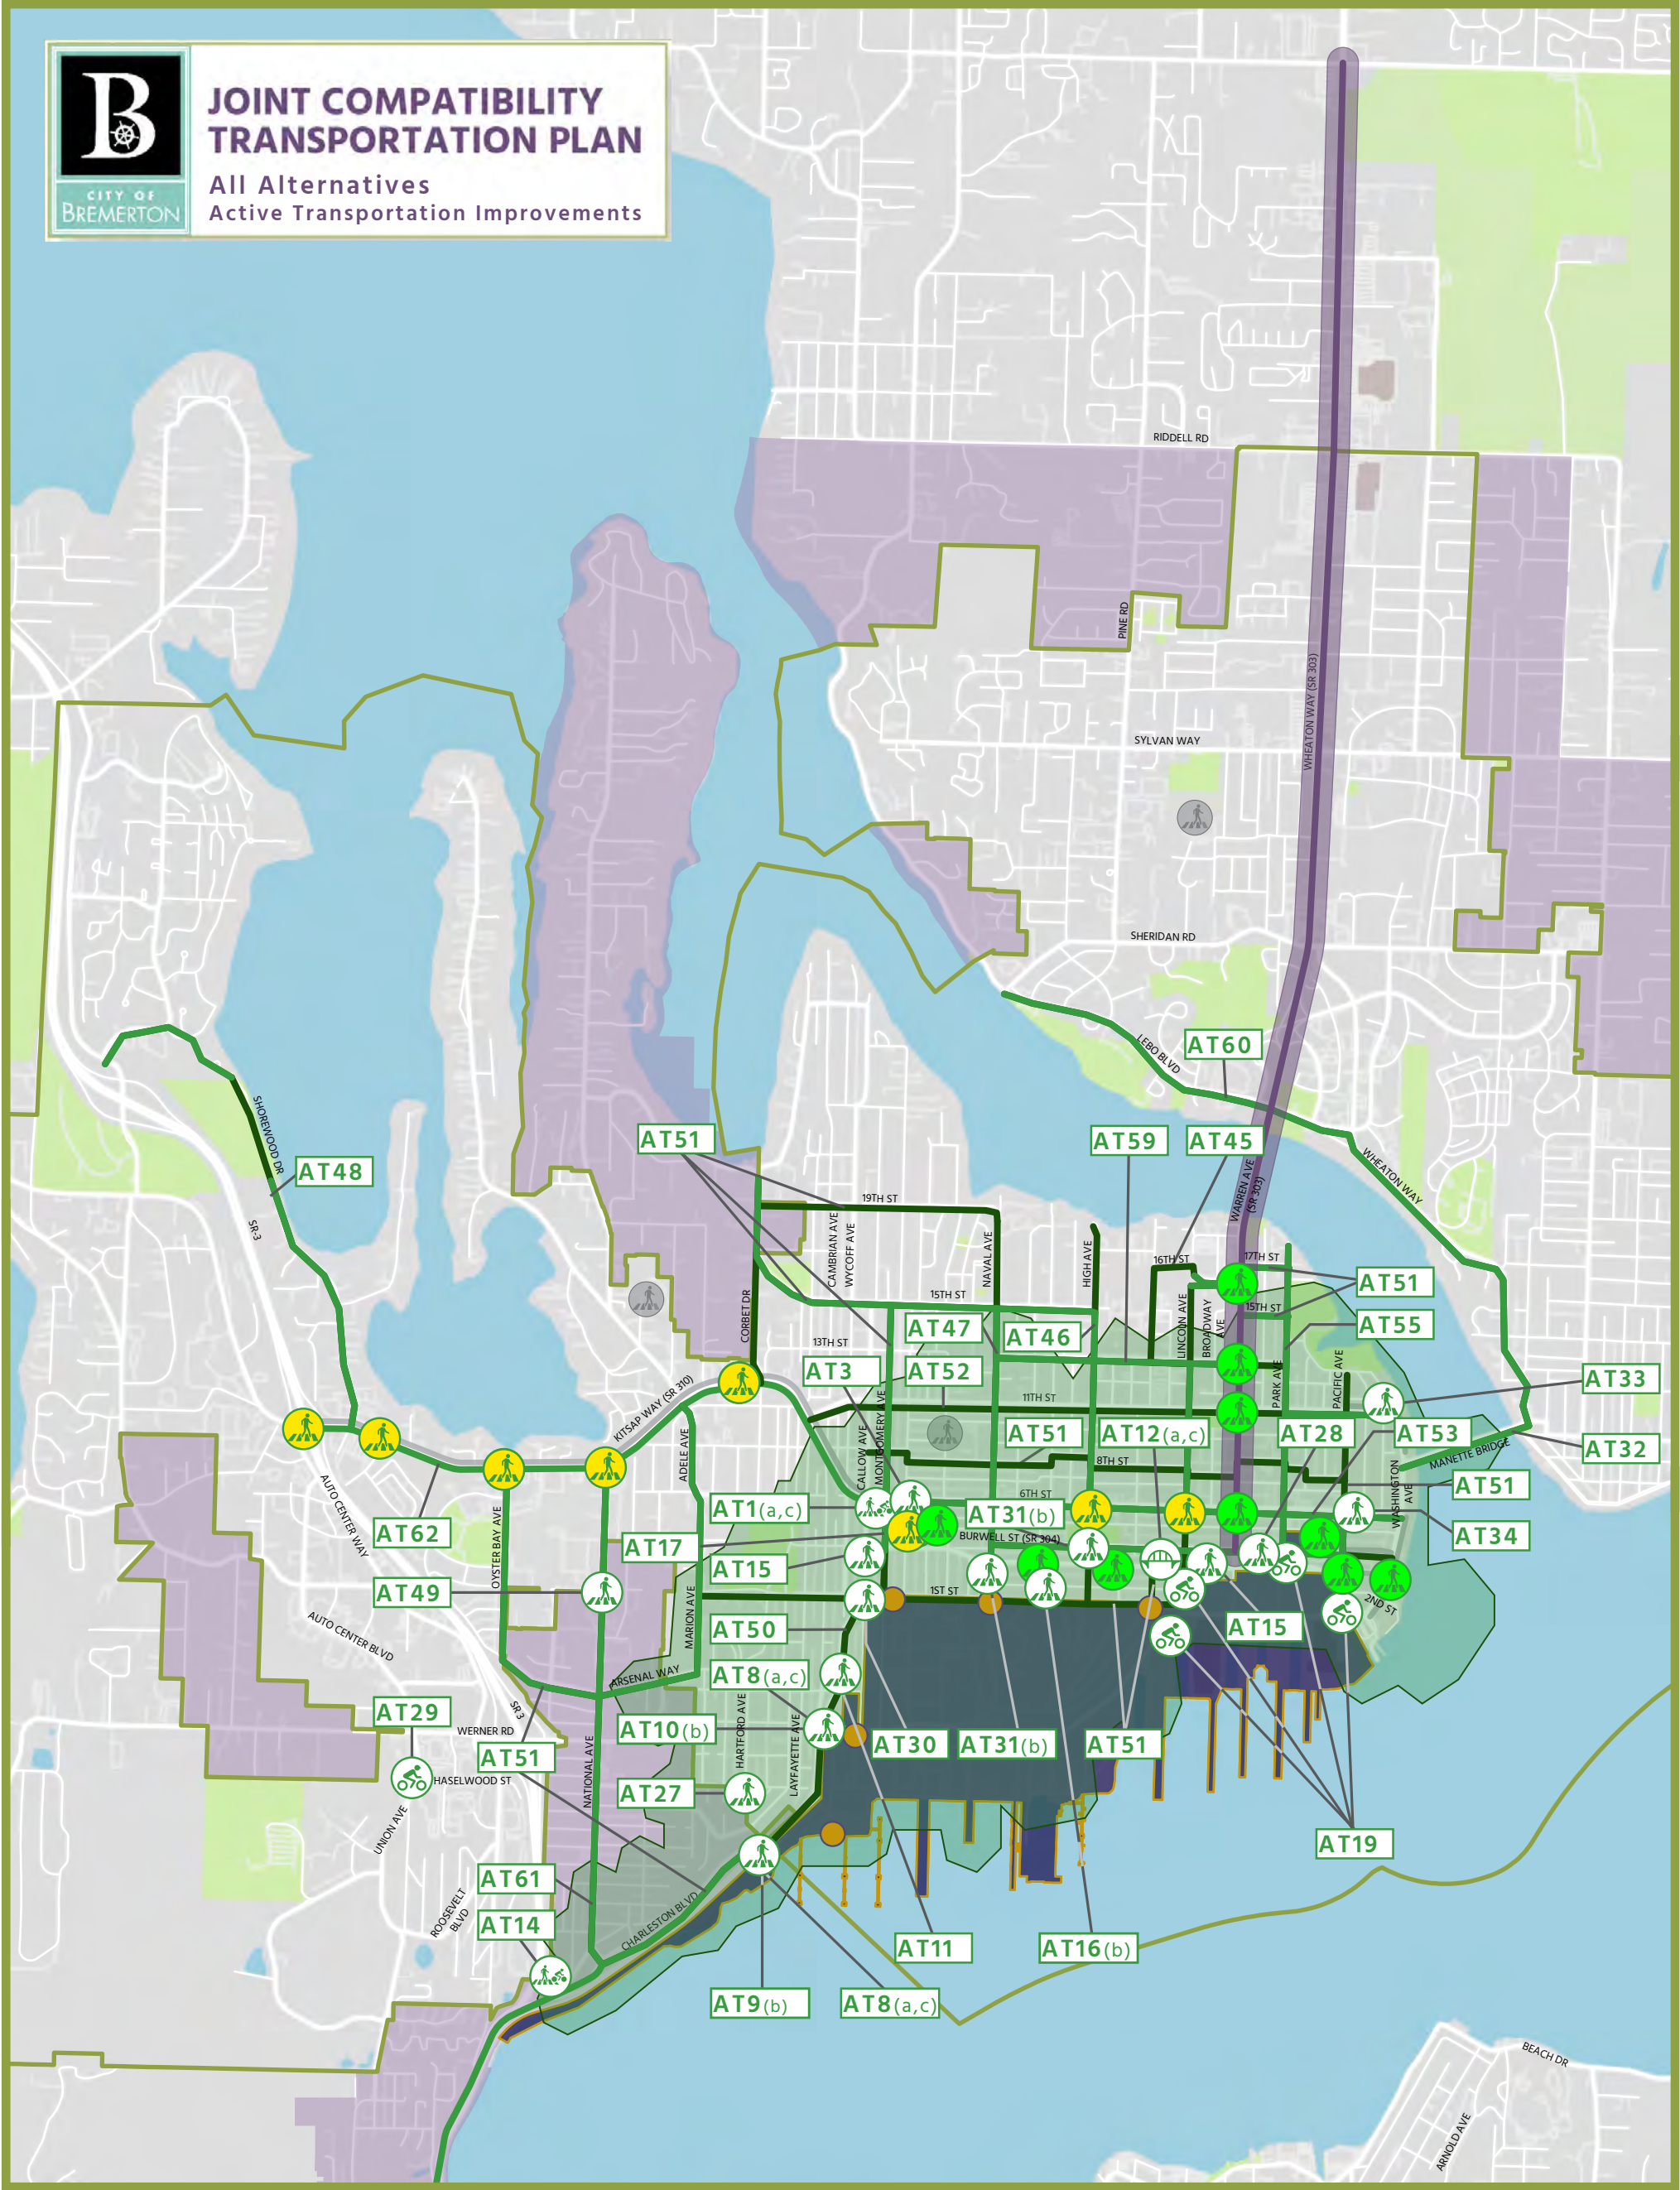 B
CITY OF
BREMERTON
JOINT COMPATIBILITY
TRANSPORTATION PLAN
All Alternatives
Active Transportation Improvements
RIDDELL RD
PINE RD
WHEATON WAY (SR 303)
SYLVAN WAY
SHERIDAN RD
LEBO BLVD
AT60
SHOREWOOD DR
AT48
SR-3
AT51
AT59
AT45
WHEATON WAY
WARREN AVE
(SR 303)
19TH ST
CAMBRIAN AVE
WYCOFF AVE
NAVAL AVE
HIGH AVE
16TH ST
17TH ST
AT51
15TH ST
15TH ST
LINCOLN AVE
BROADWAY
AVE
AT55
CORBET DR
13TH ST
AT47
AT46
AT3
AT52
PARK AVE
PACIFIC AVE
AT33
KITSAP WAY (SR 310)
11TH ST
MONTGOMERY AVE
CALLOW AVE
AT51
AT12(a,c)
AT28
AT53
AT32
MANETTE BRIDGE
ADELE AVE
8TH ST
WASHINGTON
AVE
AT51
AUTO CENTER WAY
AT62
OYSTER BAY AVE
AT1(a,c)
6TH ST
AT31(b)
AT34
AT17
BURWELL ST (SR 304)
AT15
AT49
1ST ST
2ND ST
MARION AVE
AT50
AT15
AUTO CENTER BLVD
ARSENAL WAY
AT8(a,c)
AT29
SR 3
WERNER RD
AT10(b)
HARTFORD AVE
LAYFAYETTE AVE
AT30
AT31(b)
AT51
AT51
NATIONAL AVE
HASELWOOD ST
AT27
UNION AVE
AT19
AT61
ROOSEVELT
BLVD
AT14
CHARLESTON BLVD
AT11
AT16(b)
AT9(b)
AT8(a,c)
BEACH DR
ARNOLD AVE